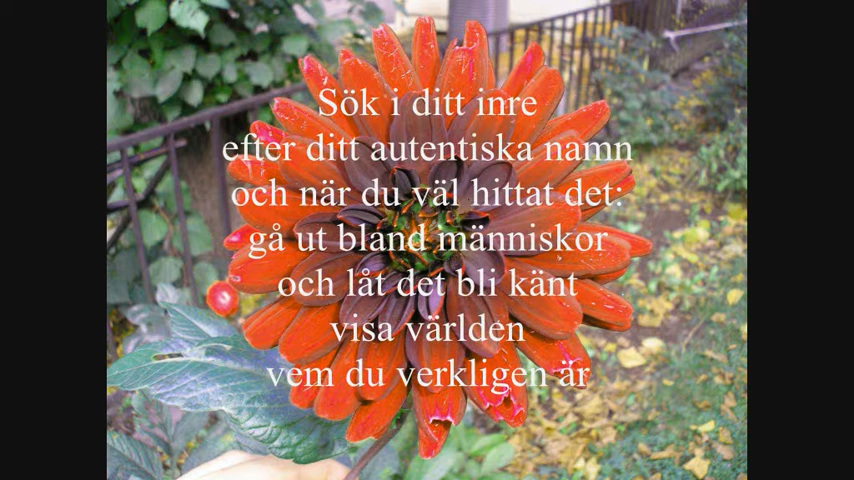 Sök i ditt inre
efter ditt autentiska namn
och när du väl hittat det:
gå ut bland människor
och låt det bli känt
visa världen
vem du verkligen är